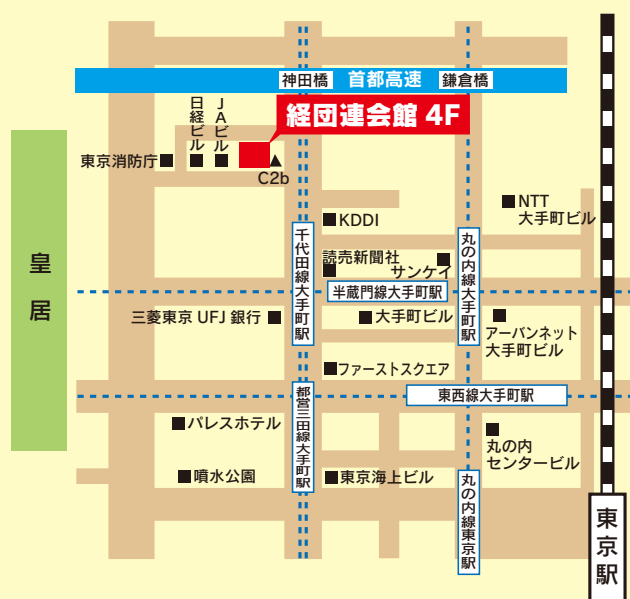 神田橋
首都高速
鎌倉橋
経団連会館 4F
日経ビル
JAビル
東京消防庁
C2b
NTT
大手町ビル
KDDI
皇居
千代田線大手町駅
丸の内線大手町駅
読売新聞社
サンケイ
半蔵門線大手町駅
三菱東京 UFJ 銀行
大手町ビル
アーバンネット
大手町ビル
ファーストスクエア
都営三田線大手町駅
東西線大手町駅
パレスホテル
丸の内
センタービル
噴水公園
東京海上ビル
丸の内線東京駅
東京駅